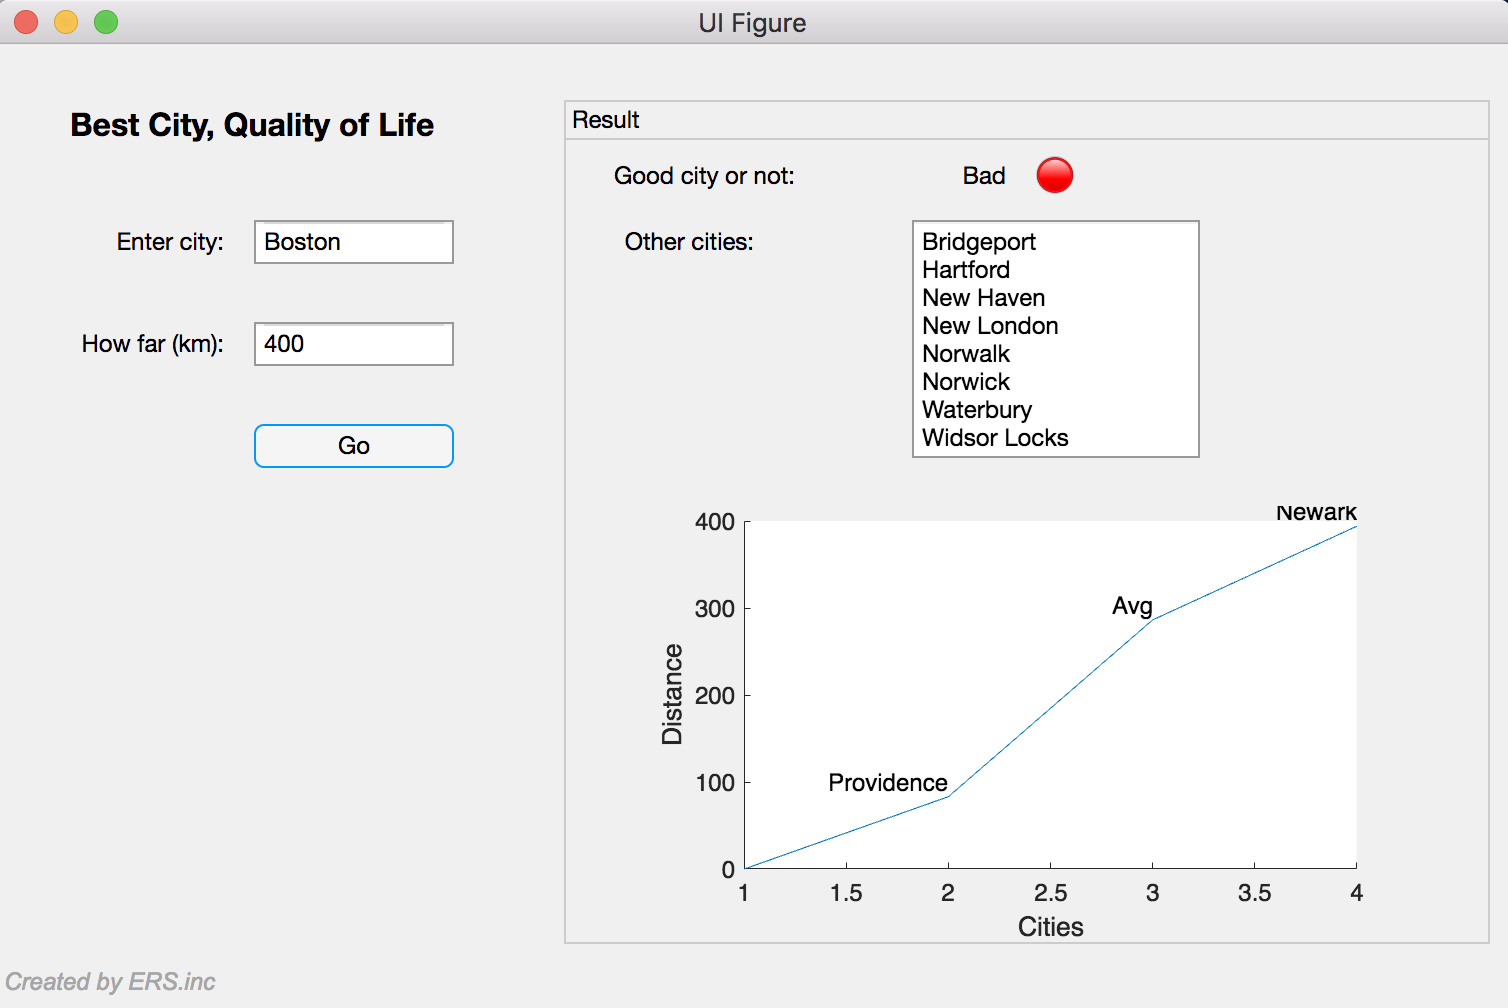 UI Figure
Best City, Quality of Life
Enter city: Boston
How far (km): 400
Go
Result
Good city or not: Bad
Other cities:
Bridgeport
Hartford
New Haven
New London
Norwalk
Norwick
Waterbury
Widsor Locks
Newark
400
300
200
100
0
Avg
Providence
Distance
1 1.5 2 2.5 3 3.5 4
Cities
Created by ERS.inc